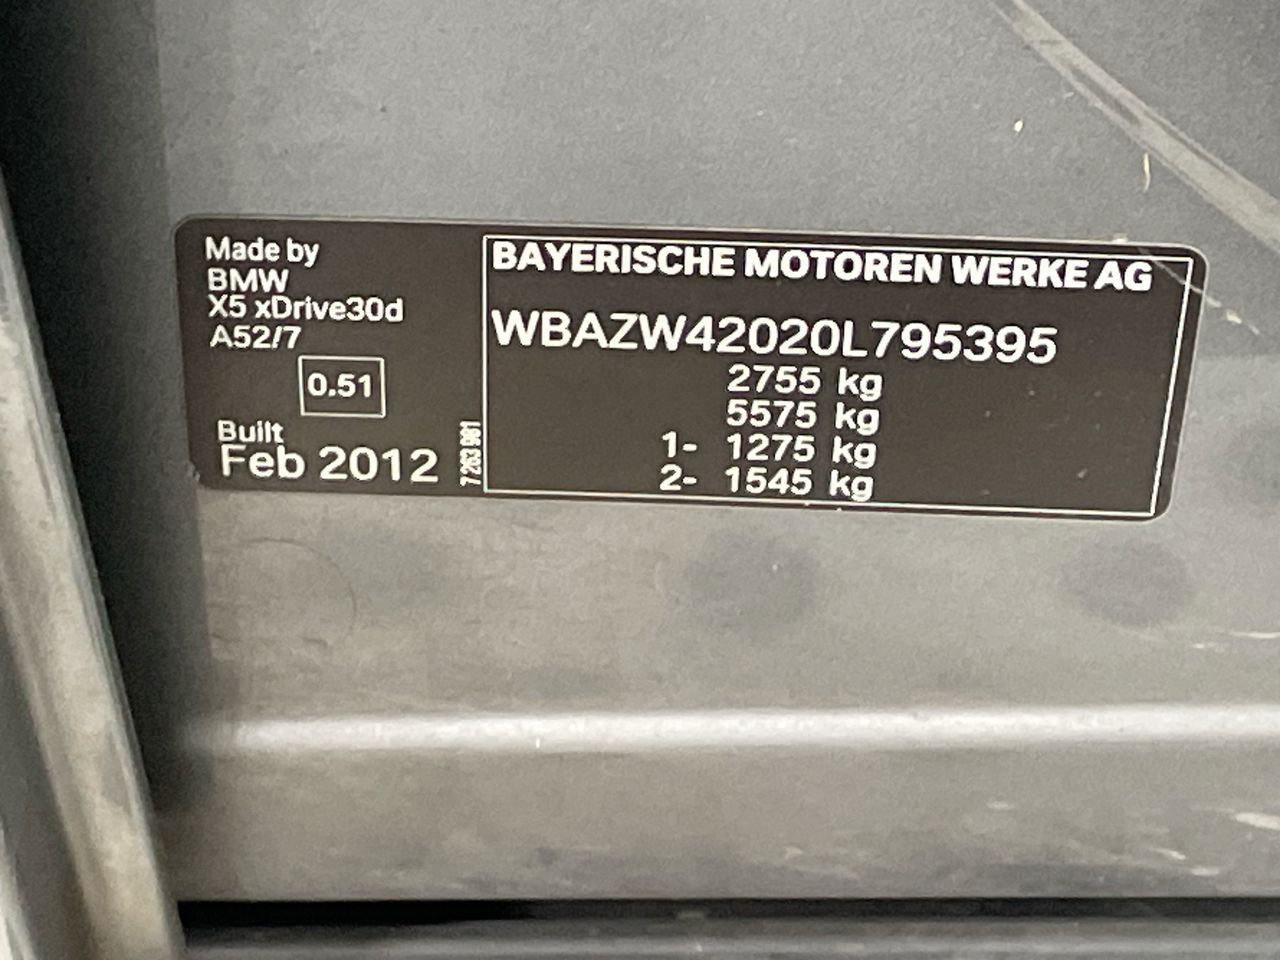 Made by
BMW
X5 xDrive30d
A52/7
0.51
Built
Feb 2012
7 263 981
BAYERISCHE MOTOREN WERKE AG
WBAZW42020L795395
2755 kg
5575 kg
1- 1275 kg
2- 1545 kg